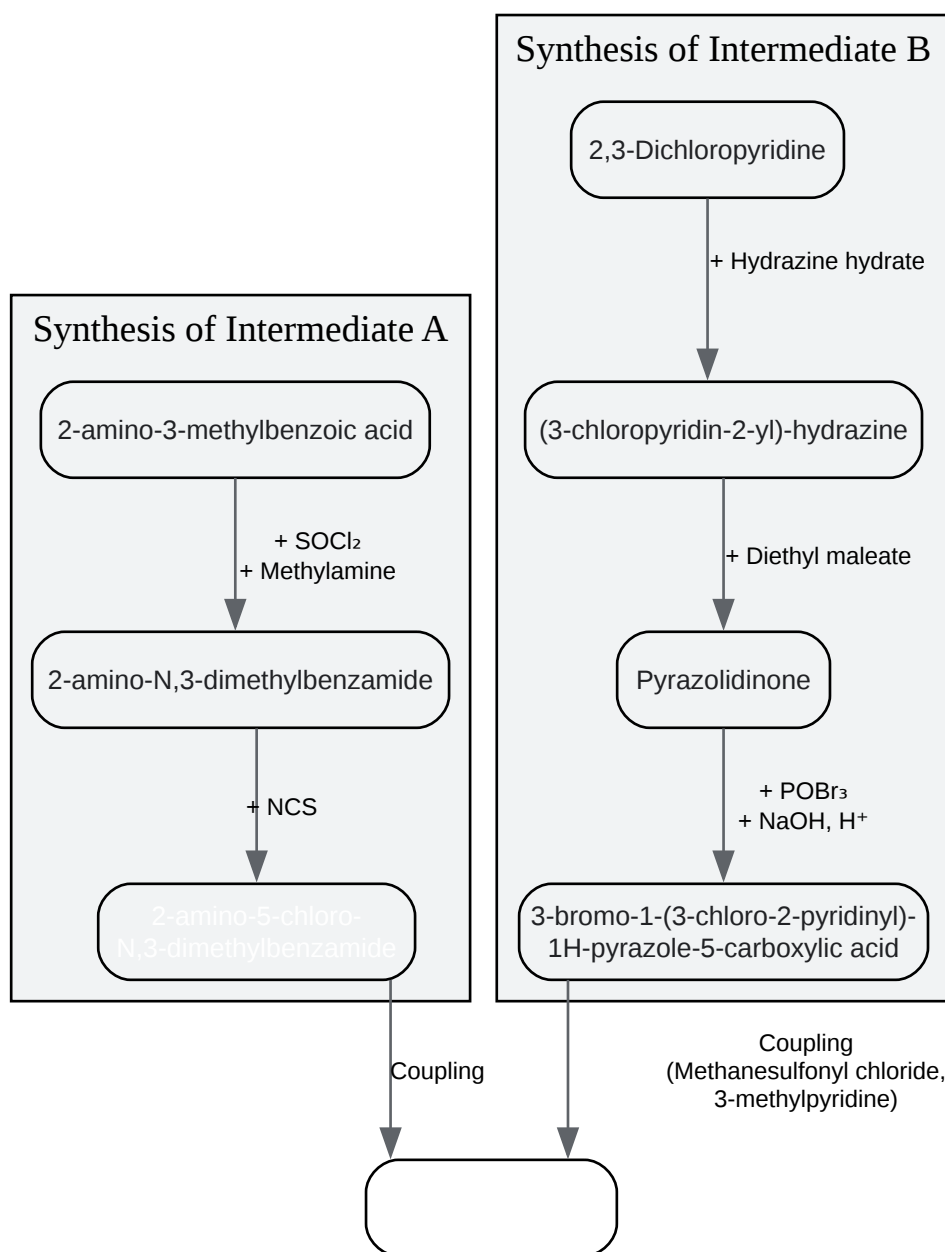 Synthesis of Intermediate B
2,3-Dichloropyridine
+ Hydrazine hydrate
Synthesis of Intermediate A
2-amino-3-methylbenzoic acid
(3-chloropyridin-2-yl)-hydrazine
+ SOCl₂
+ Methylamine
+ Diethyl maleate
2-amino-N,3-dimethylbenzamide
Pyrazolidinone
+ NCS
+ POBr₃
+ NaOH, H⁺
2-amino-5-chloro-
N,3-dimethylbenzamide
3-bromo-1-(3-chloro-2-pyridinyl)-
1H-pyrazole-5-carboxylic acid
Coupling
Coupling
(Methanesulfonyl chloride,
3-methylpyridine)